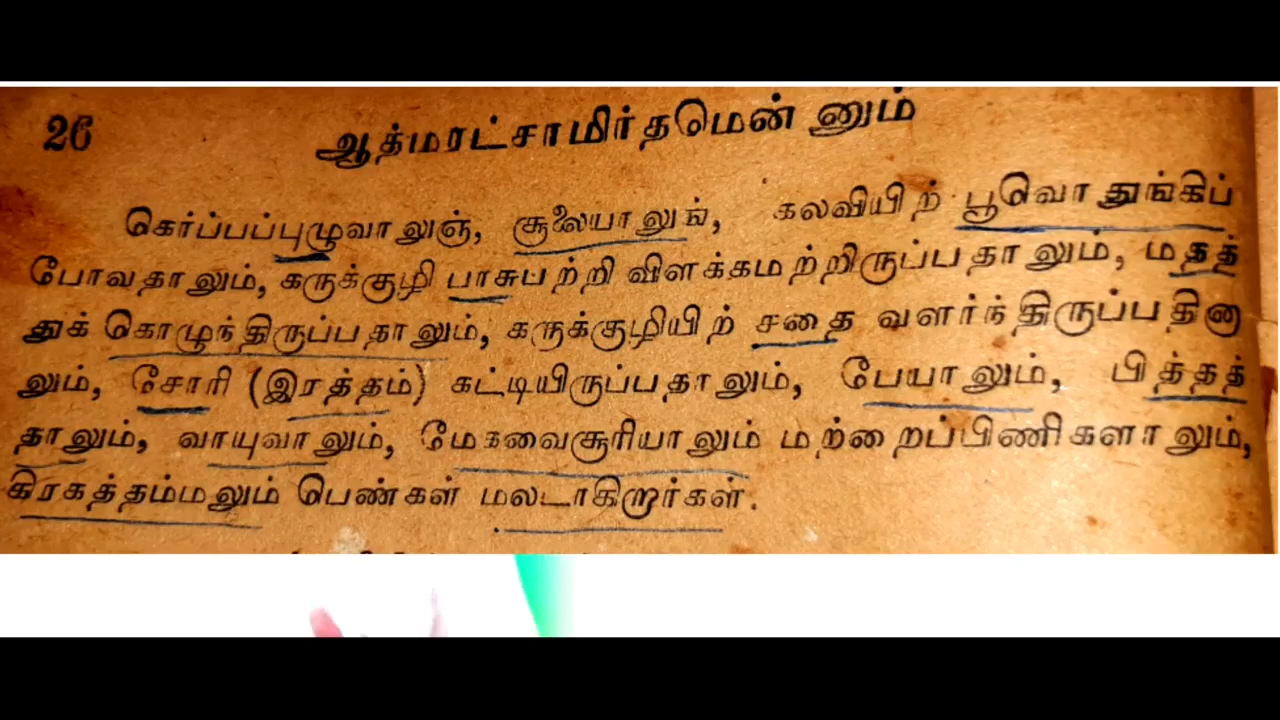 26
ஆத்மரட்சாமிர்தமென்னும்
கெர்ப்பப்புழுவாலுஞ், சூலையாலுங், கலவியிற் பூவொதுங்கிப்
போவதாலும், கருக்குழி பாசுபற்றி விளக்கமற்றிருப்பதாலும், மதத்
துக் கொழுந்திருப்பதாலும், கருக்குழியிற் சதை வளர்ந்திருப்பதினா
லும், சோரி (இரத்தம்) கட்டியிருப்பதாலும், பேயாலும், பித்தத்
தாலும், வாயுவாலும், மேகவைசூரியாலும் மற்றைப்பிணிகளாலும்,
கிரகத்தம்மலும் பெண்கள் மலடாகிறார்கள்.